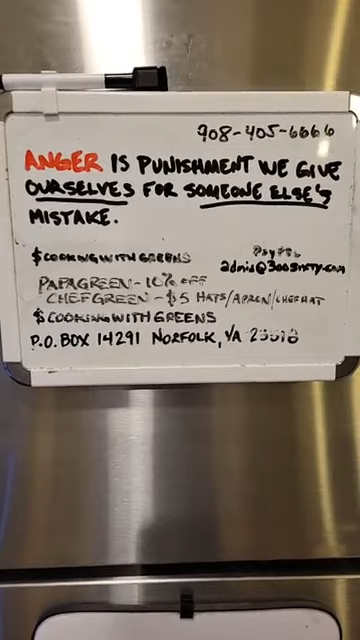 908-405-6666
ANGER IS PUNISHMENT WE GIVE
OURSELVES FOR SOMEONE ELSE'S
MISTAKE.
$COOKINGWITHGREENS
PAPAGREEN - 10% OFF
CHEFGREEN - $5 HATS/APRON/CHEFHAT
$COOKINGWITHGREENS
P.O. BOX 14291 NORFOLK, VA